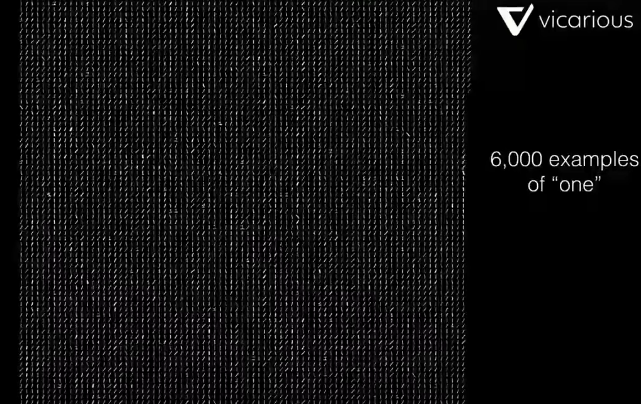 vicarious
6,000 examples
of “one”